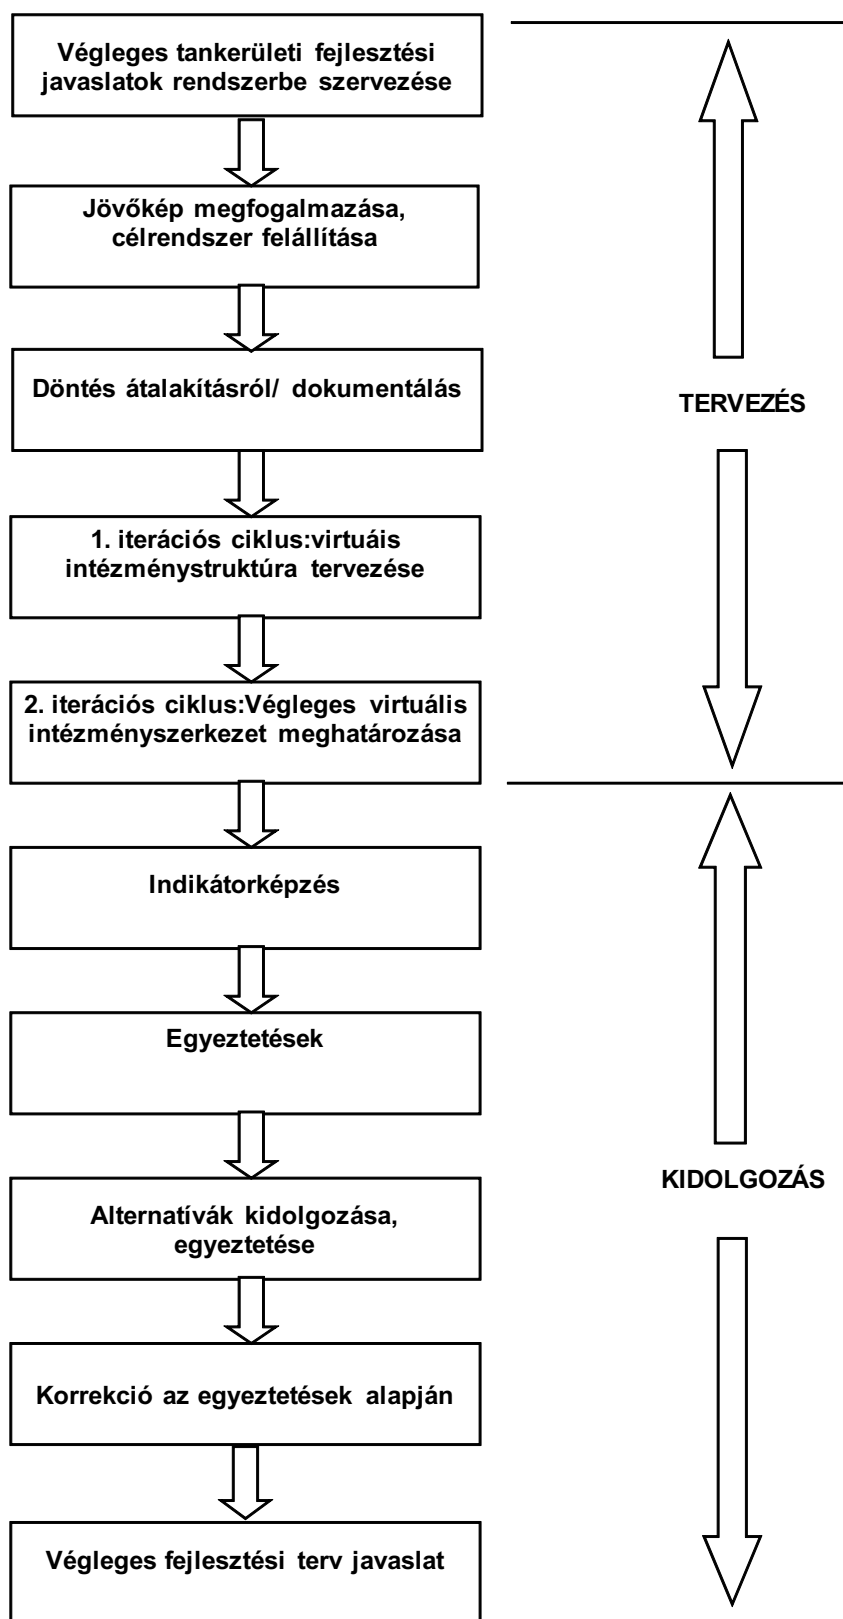 Végleges tankerületi fejlesztési
javaslatok rendszerbe szervezése
Jövőkép megfogalmazása,
célrendszer felállítása
Döntés átalakításról/ dokumentálás
TERVEZÉS
1. iterációs ciklus:virtuáis
intézménystruktúra tervezése
2. iterációs ciklus:Végleges virtuális
intézményszerkezet meghatározása
Indikátorképzés
Egyeztetések
Alternatívák kidolgozása,
egyeztetése
KIDOLGOZÁS
Korrekció az egyeztetések alapján
Végleges fejlesztési terv javaslat